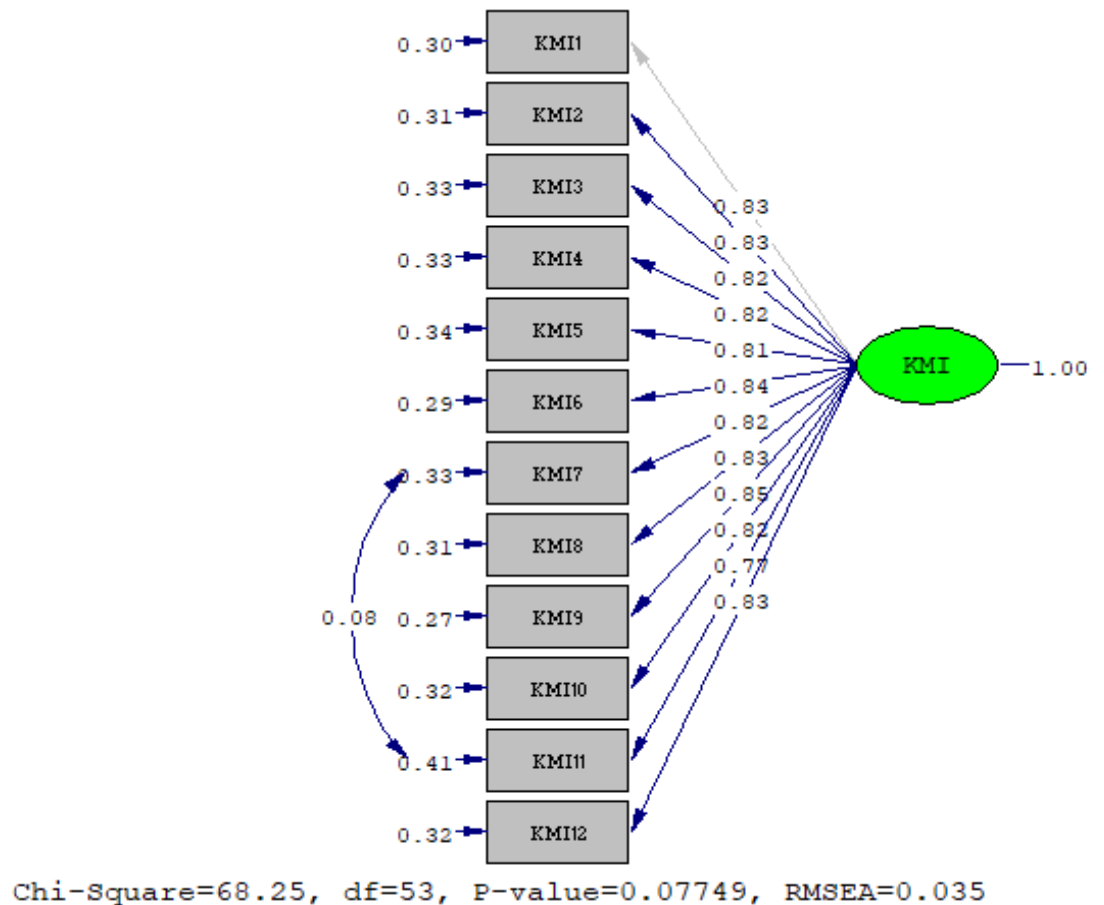 0.30 KMI1
0.31 KMI2
0.33 KMI3
0.83
0.33 KMI4
0.83
0.82
0.34 KMI5
0.82
0.81
KMI 1.00
0.29 KMI6
0.84
0.82
0.33 KMI7
0.83
0.85
0.31 KMI8
0.82
0.77
0.08 0.27 KMI9
0.83
0.32 KMI10
0.41 KMI11
0.32 KMI12
Chi-Square=68.25, df=53, P-value=0.07749, RMSEA=0.035